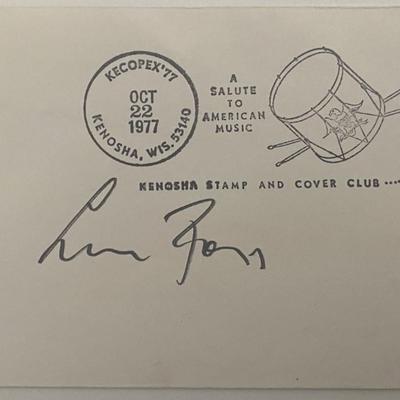 KECOPEX'77
OCT
22
1977
KENOSHA, WIS. 53140
A
SALUTE
TO
AMERICAN
MUSIC
KENOSHA STAMP AND COVER CLUB ....